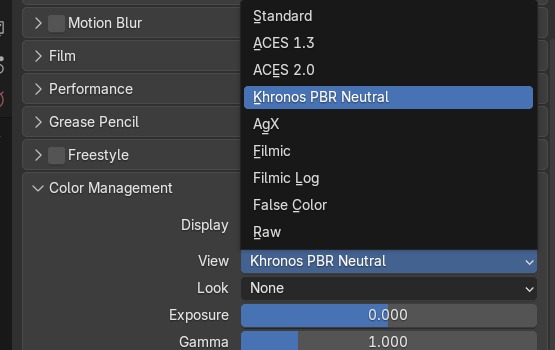 Standard
Motion Blur
ACES 1.3
Film
ACES 2.0
Performance
Khronos PBR Neutral
Grease Pencil
AgX
Freestyle
Filmic
Filmic Log
Color Management
False Color
Display
Raw
View Khronos PBR Neutral
Look None
Exposure 0.000
Gamma 1.000